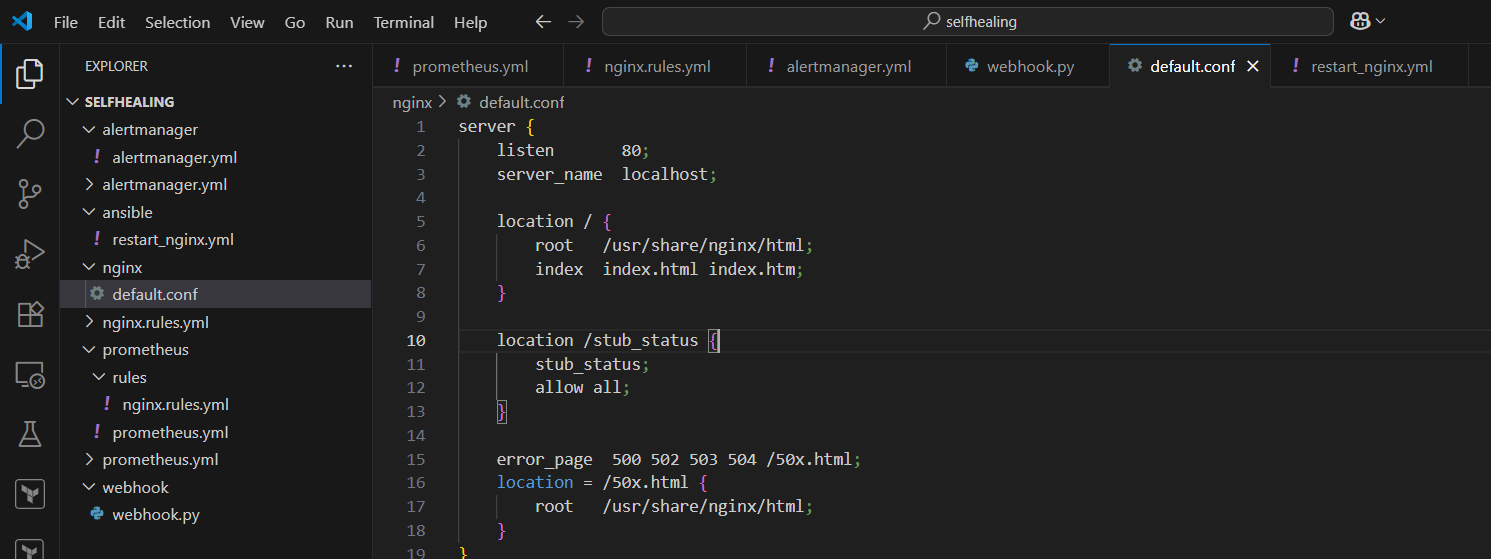 File Edit Selection View Go Run Terminal Help
selfhealing
EXPLORER
SELFHEALING
alertmanager
! alertmanager.yml
alertmanager.yml
ansible
! restart_nginx.yml
nginx
default.conf
nginx.rules.yml
prometheus
rules
! nginx.rules.yml
! prometheus.yml
prometheus.yml
webhook
webhook.py
! prometheus.yml ! nginx.rules.yml ! alertmanager.yml webhook.py default.conf ! restart_nginx.yml
nginx > default.conf
1 server {
2 listen 80;
3 server_name localhost;
4
5 location / {
6 root /usr/share/nginx/html;
7 index index.html index.htm;
8 }
9
10 location /stub_status {
11 stub_status;
12 allow all;
13 }
14
15 error_page 500 502 503 504 /50x.html;
16 location = /50x.html {
17 root /usr/share/nginx/html;
18 }
19 }